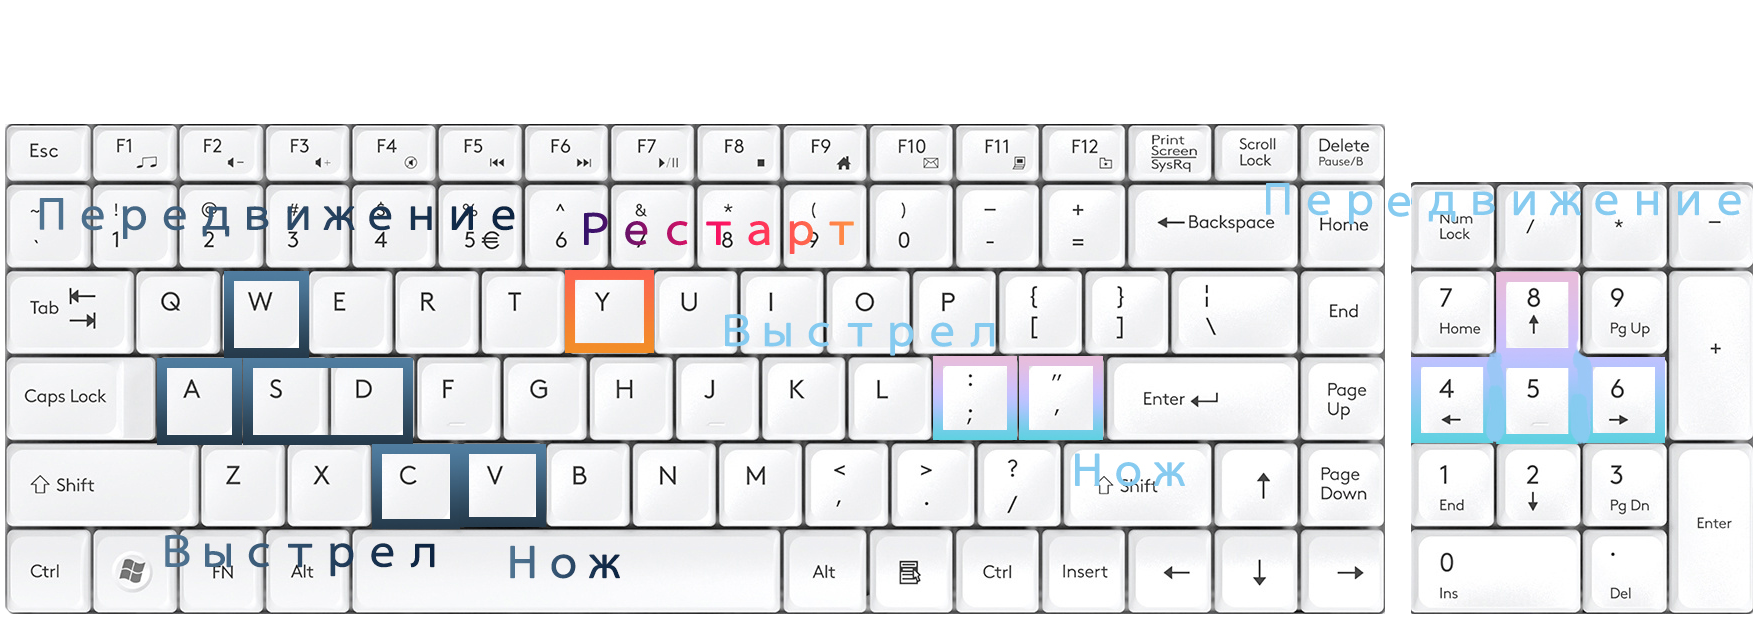 Esc F1 F2 F3 F4 F5 F6 F7 F8 F9 F10 F11 F12 Print Screen SysRq Scroll Lock Delete Pause/B
Передвижение
Рестарт
Передвижение
~ ` ! 1 @ 2 # 3 $ 4 % 5 € ^ 6 & 7 * 8 ( 9 ) 0 – - + = ← Backspace Home Num Lock / * –
Tab Q W E R T Y U I O P { [ } ] ¦ \ End 7 Home 8 ↑ 9 Pg Up +
Выстрел
Caps Lock A S D F G H J K L : ; " ' Enter Page Up 4 ← 5 6 →
Нож
Shift Z X C V B N M < , > . ? / Shift ↑ Page Down 1 End 2 ↓ 3 Pg Dn Enter
Выстрел
Нож
Ctrl FN Alt Alt Ctrl Insert ← ↓ → 0 Ins . Del